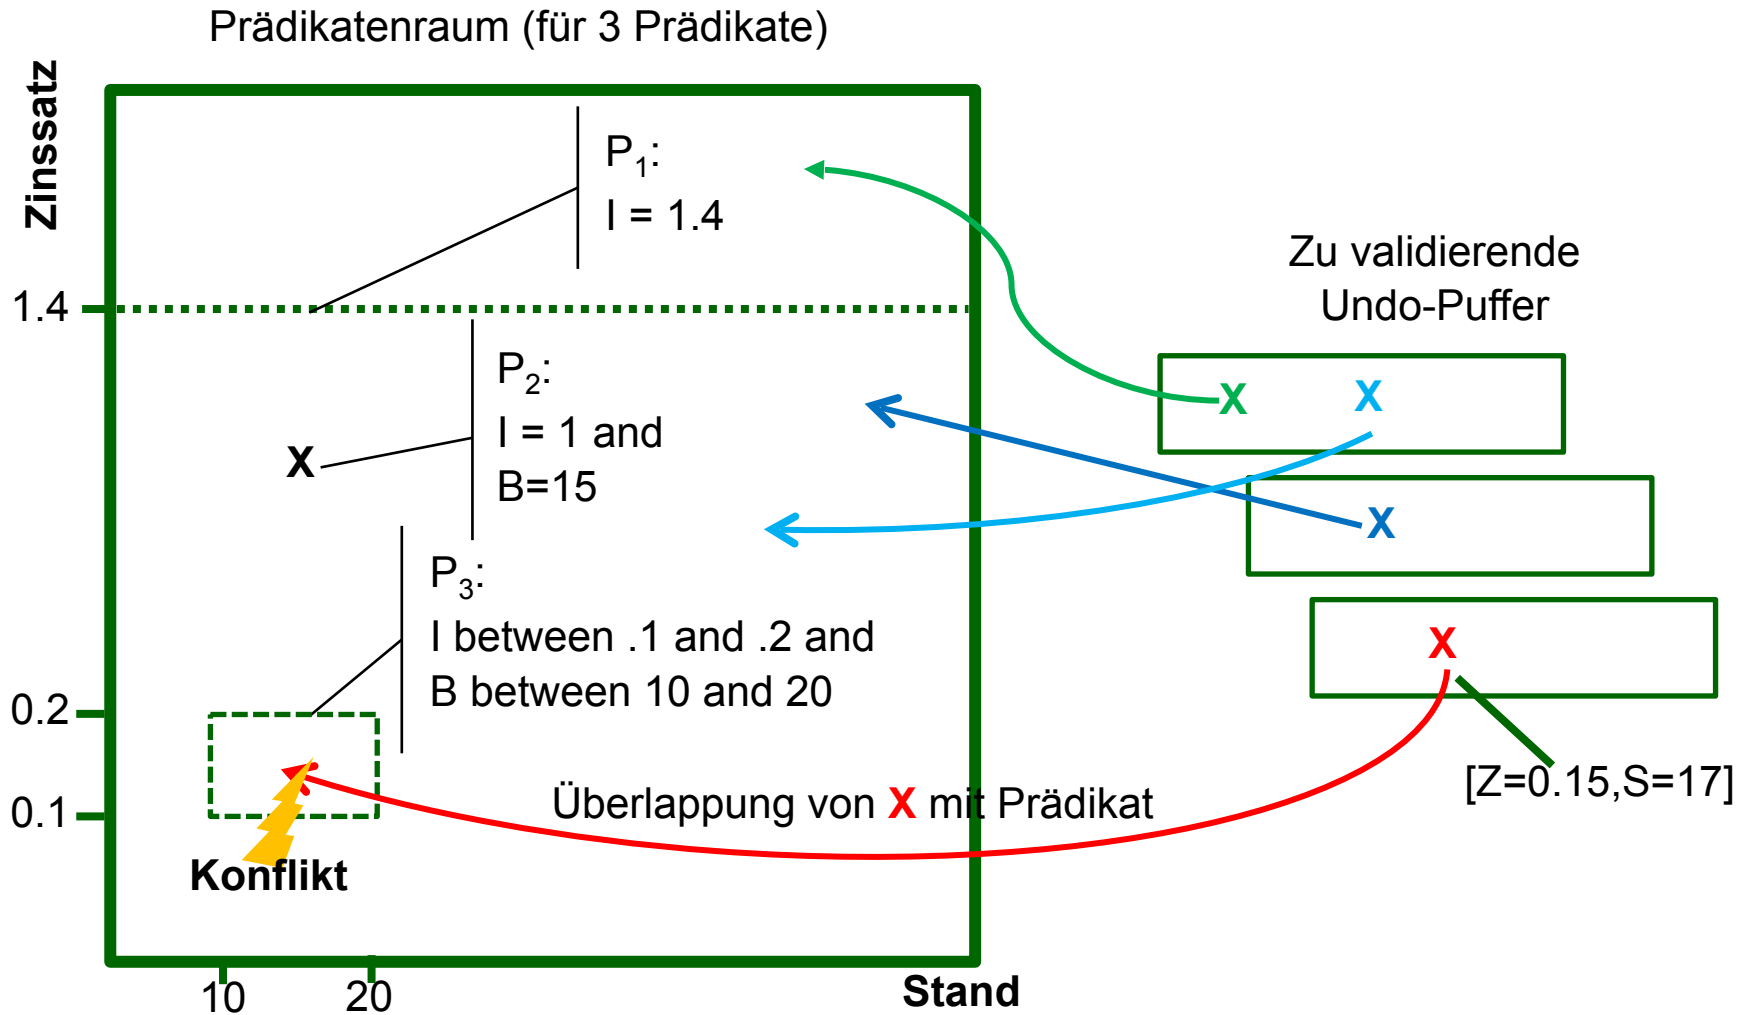 Prädikatenraum (für 3 Prädikate)
Zinssatz
P1:
I = 1.4
1.4
P2:
I = 1 and
B=15
X
P3:
I between .1 and .2 and
B between 10 and 20
0.2
0.1
Überlappung von X mit Prädikat
Konflikt
10
20
Stand
Zu validierende
Undo-Puffer
X X
X
X
[Z=0.15,S=17]